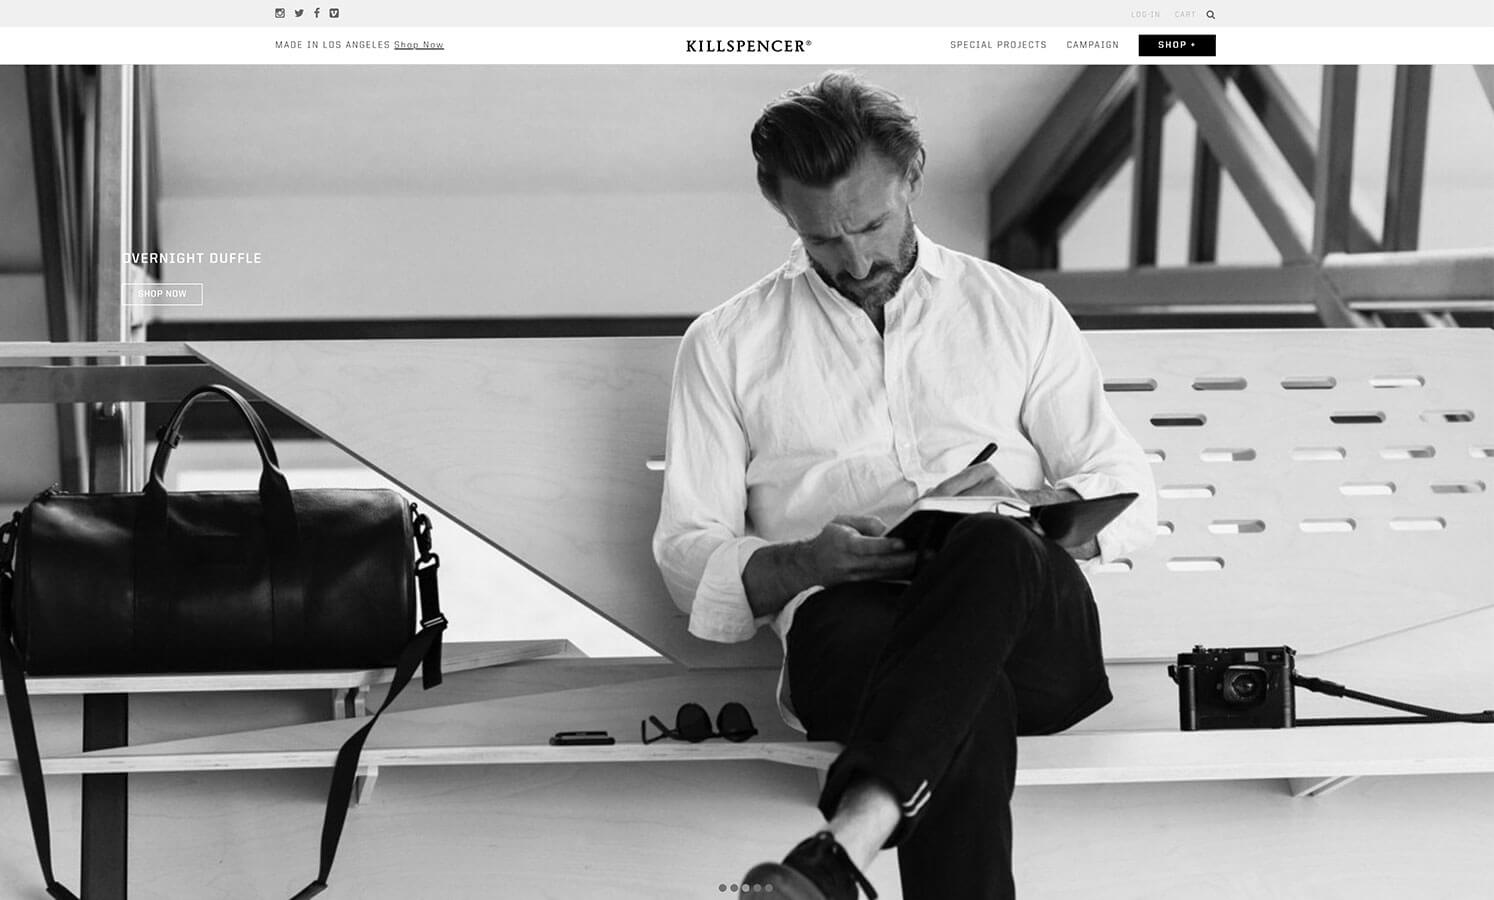 LOG-IN CART
MADE IN LOS ANGELES Shop Now
KILLSPENCER®
SPECIAL PROJECTS CAMPAIGN SHOP +
OVERNIGHT DUFFLE
SHOP NOW